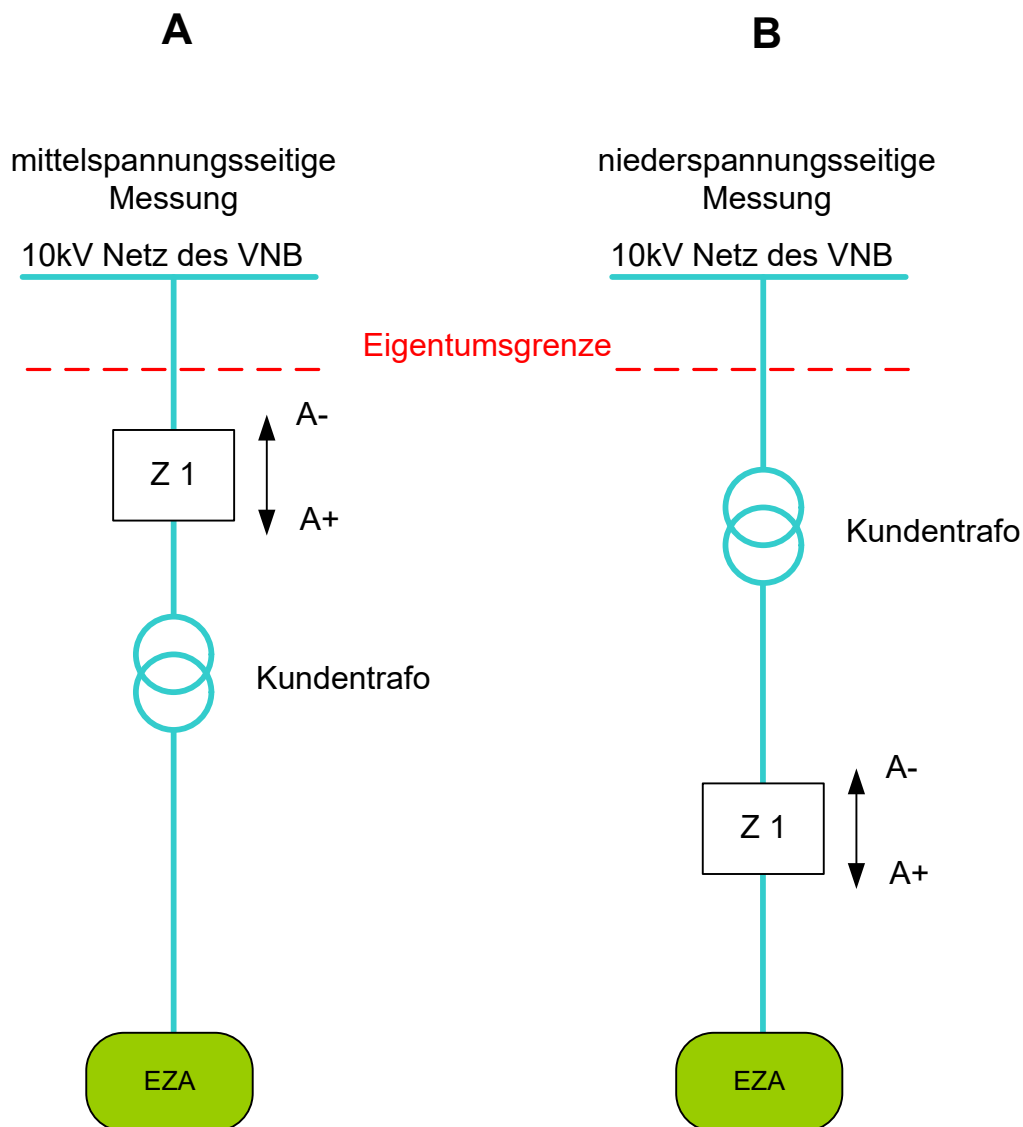 A
B
mittelspannungsseitige
Messung
niederspannungsseitige
Messung
10kV Netz des VNB
10kV Netz des VNB
Eigentumsgrenze
A-
Z 1
A+
Kundentrafo
Kundentrafo
A-
Z 1
A+
EZA
EZA